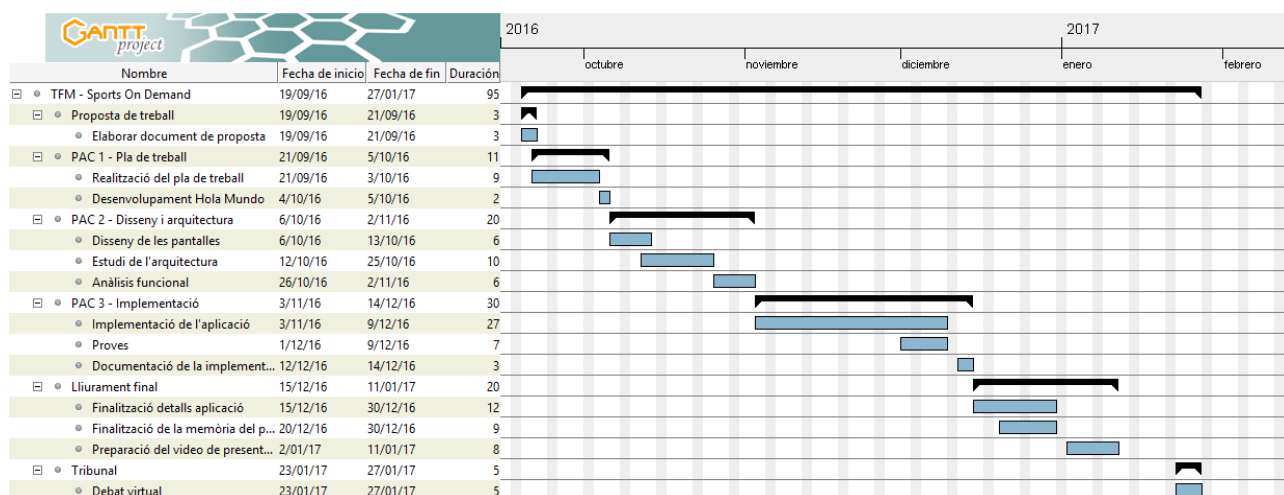 GANTT
project
2016 2017
octubre noviembre diciembre enero febrero
Nombre Fecha de inicio Fecha de fin Duración
TFM - Sports On Demand 19/09/16 27/01/17 95
Proposta de treball 19/09/16 21/09/16 3
Elaborar document de proposta 19/09/16 21/09/16 3
PAC 1 - Pla de treball 21/09/16 5/10/16 11
Realització del pla de treball 21/09/16 3/10/16 9
Desenvolupament Hola Mundo 4/10/16 5/10/16 2
PAC 2 - Disseny i arquitectura 6/10/16 2/11/16 20
Disseny de les pantalles 6/10/16 13/10/16 6
Estudi de l'arquitectura 12/10/16 25/10/16 10
Anàlisis funcional 26/10/16 2/11/16 6
PAC 3 - Implementació 3/11/16 14/12/16 30
Implementació de l'aplicació 3/11/16 9/12/16 27
Proves 1/12/16 9/12/16 7
Documentació de la implement... 12/12/16 14/12/16 3
Lliurament final 15/12/16 11/01/17 20
Finalització detalls aplicació 15/12/16 30/12/16 12
Finalització de la memòria del p... 20/12/16 30/12/16 9
Preparació del video de present... 2/01/17 11/01/17 8
Tribunal 23/01/17 27/01/17 5
Debat virtual 23/01/17 27/01/17 5